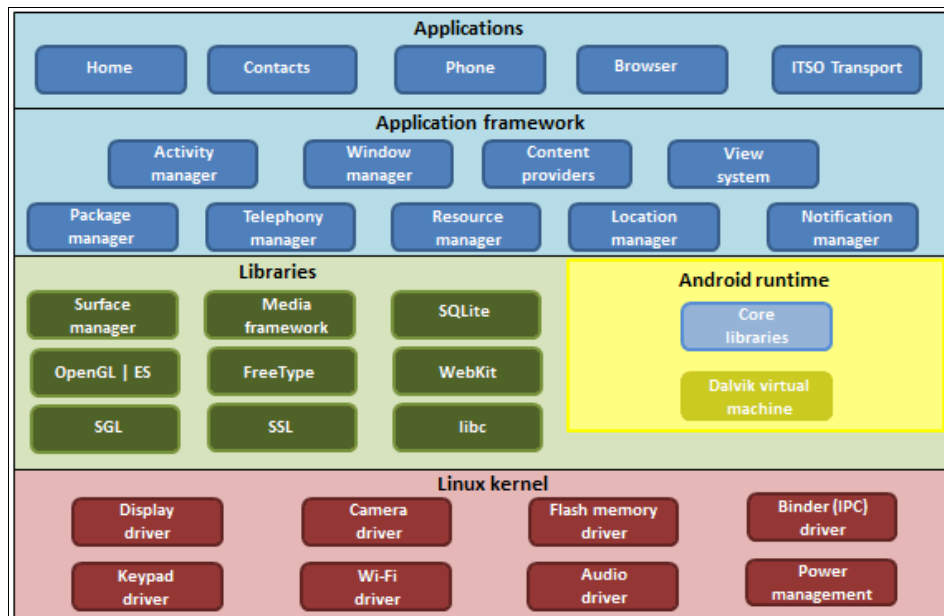 Applications
Home
Contacts
Phone
Browser
ITSO Transport
Application framework
Activity
manager
Window
manager
Content
providers
View
system
Package
manager
Telephony
manager
Resource
manager
Location
manager
Notification
manager
Libraries
Surface
manager
Media
framework
SQLite
OpenGL | ES
FreeType
WebKit
SGL
SSL
libc
Android runtime
Core
libraries
Dalvik virtual
machine
Linux kernel
Display
driver
Camera
driver
Flash memory
driver
Binder (IPC)
driver
Keypad
driver
Wi-Fi
driver
Audio
driver
Power
management